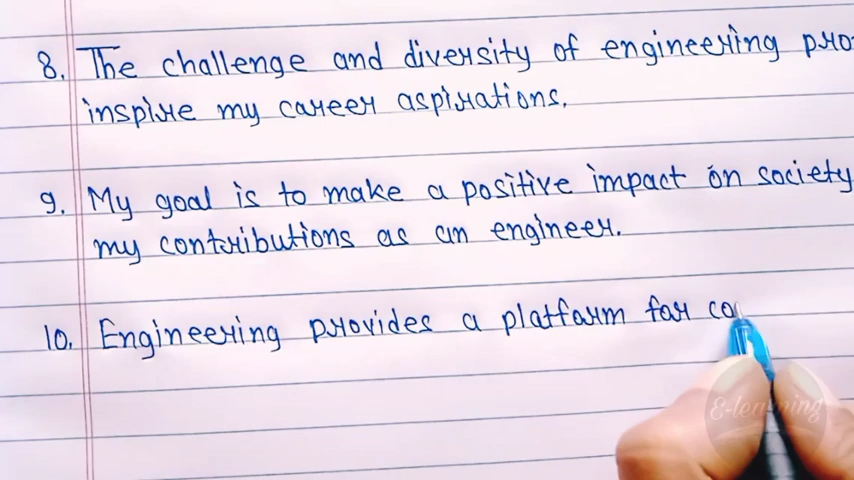 8. The challenge and diversity of engineering pro-
inspire my career aspirations.
9. My goal is to make a positive impact on society
my contributions as an engineer.
10. Engineering provides a platform for co
E-learning